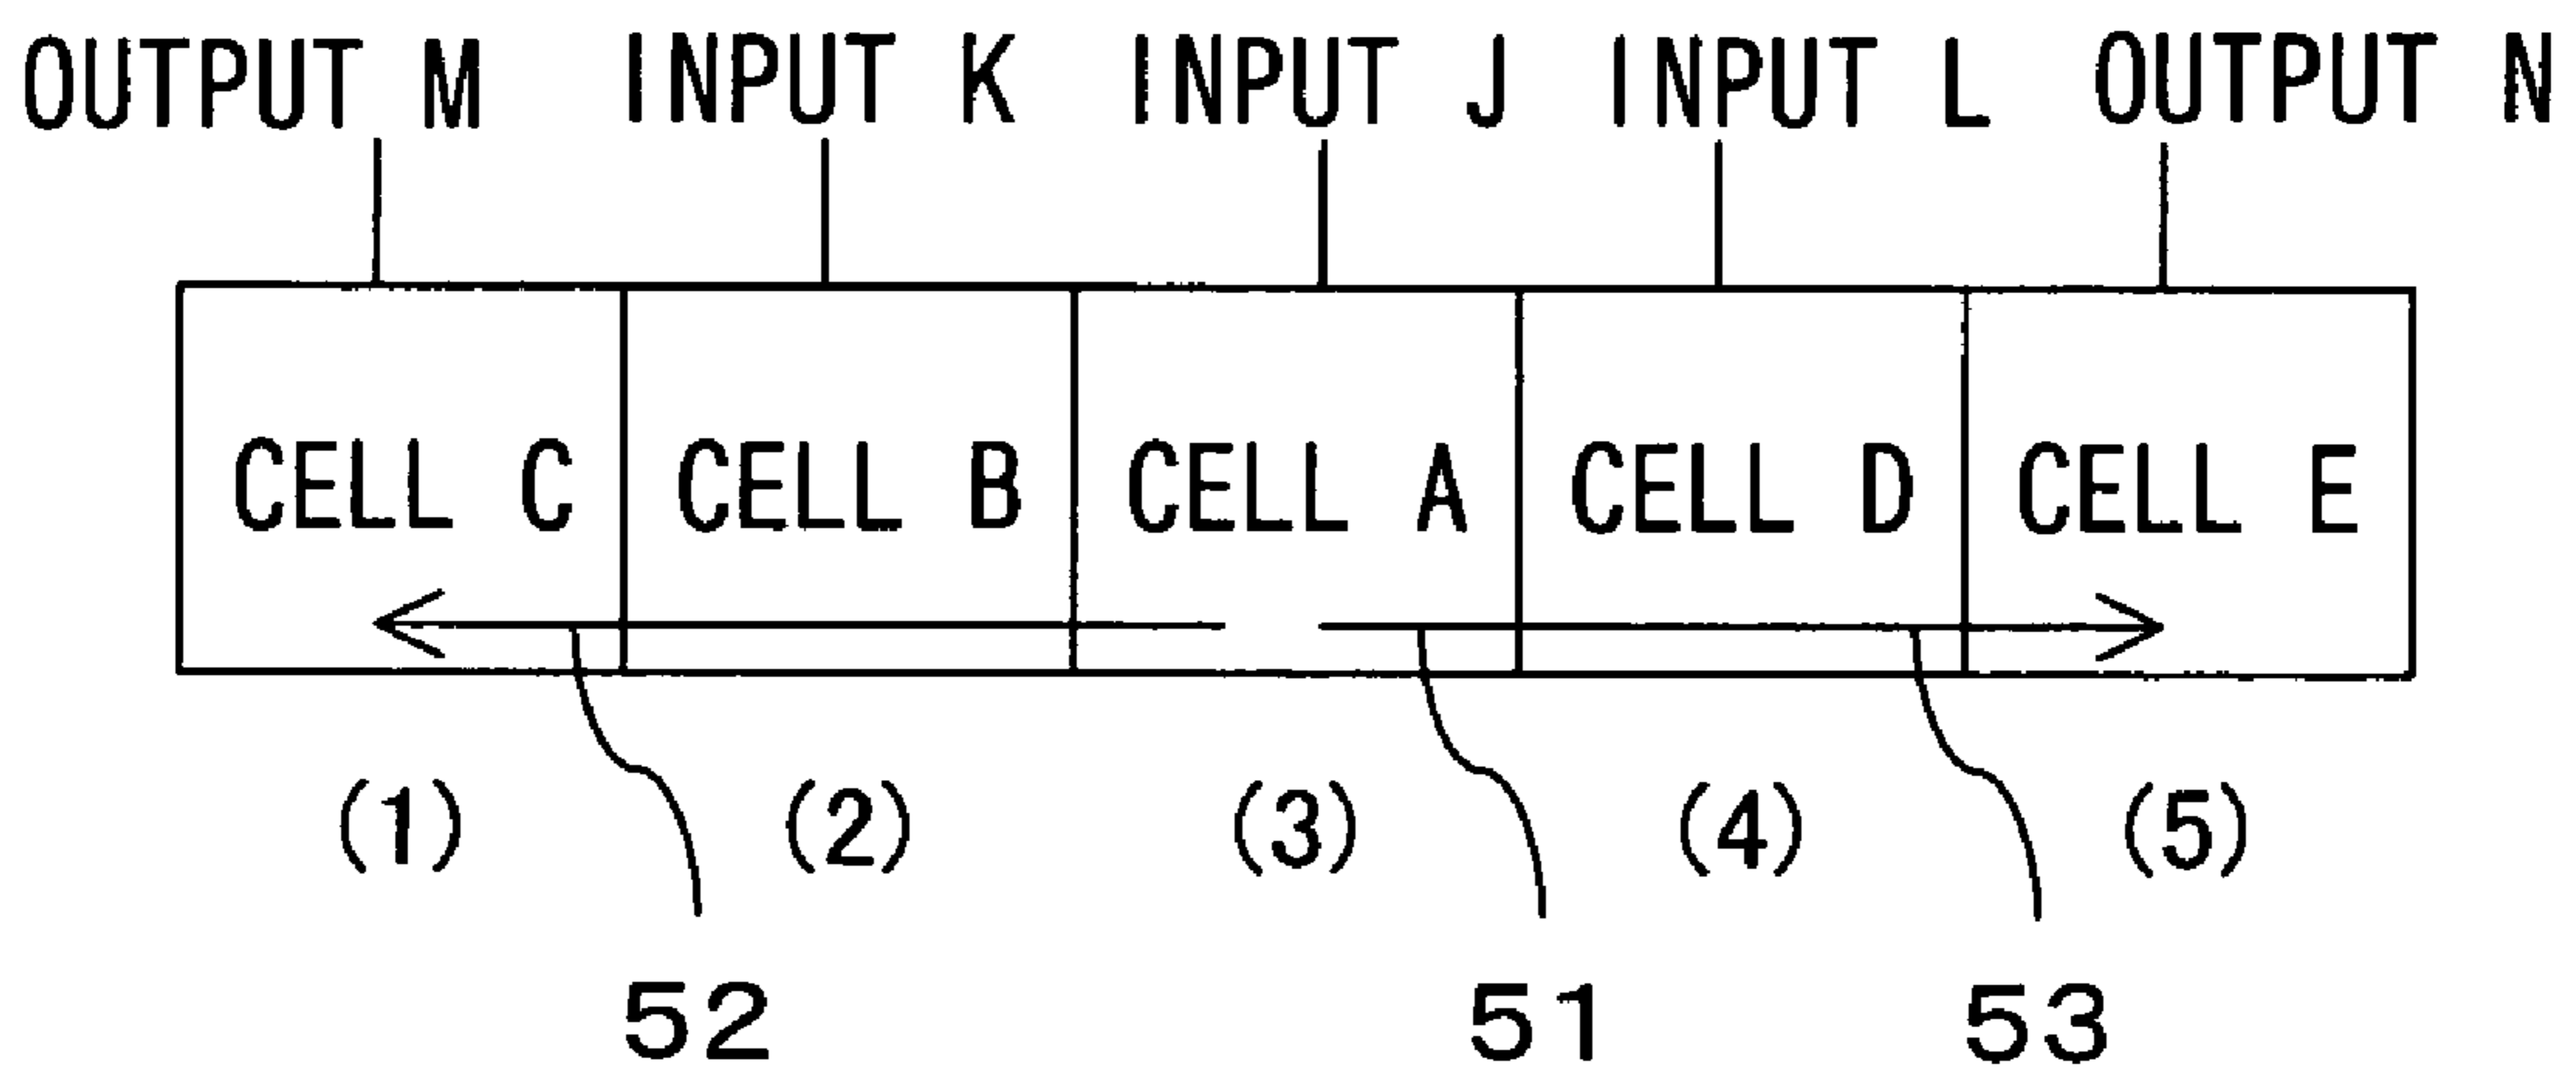 OUTPUT M INPUT K INPUT J INPUT L OUTPUT N
CELL C CELL B CELL A CELL D CELL E
(1) (2) (3) (4) (5)
52 51 53